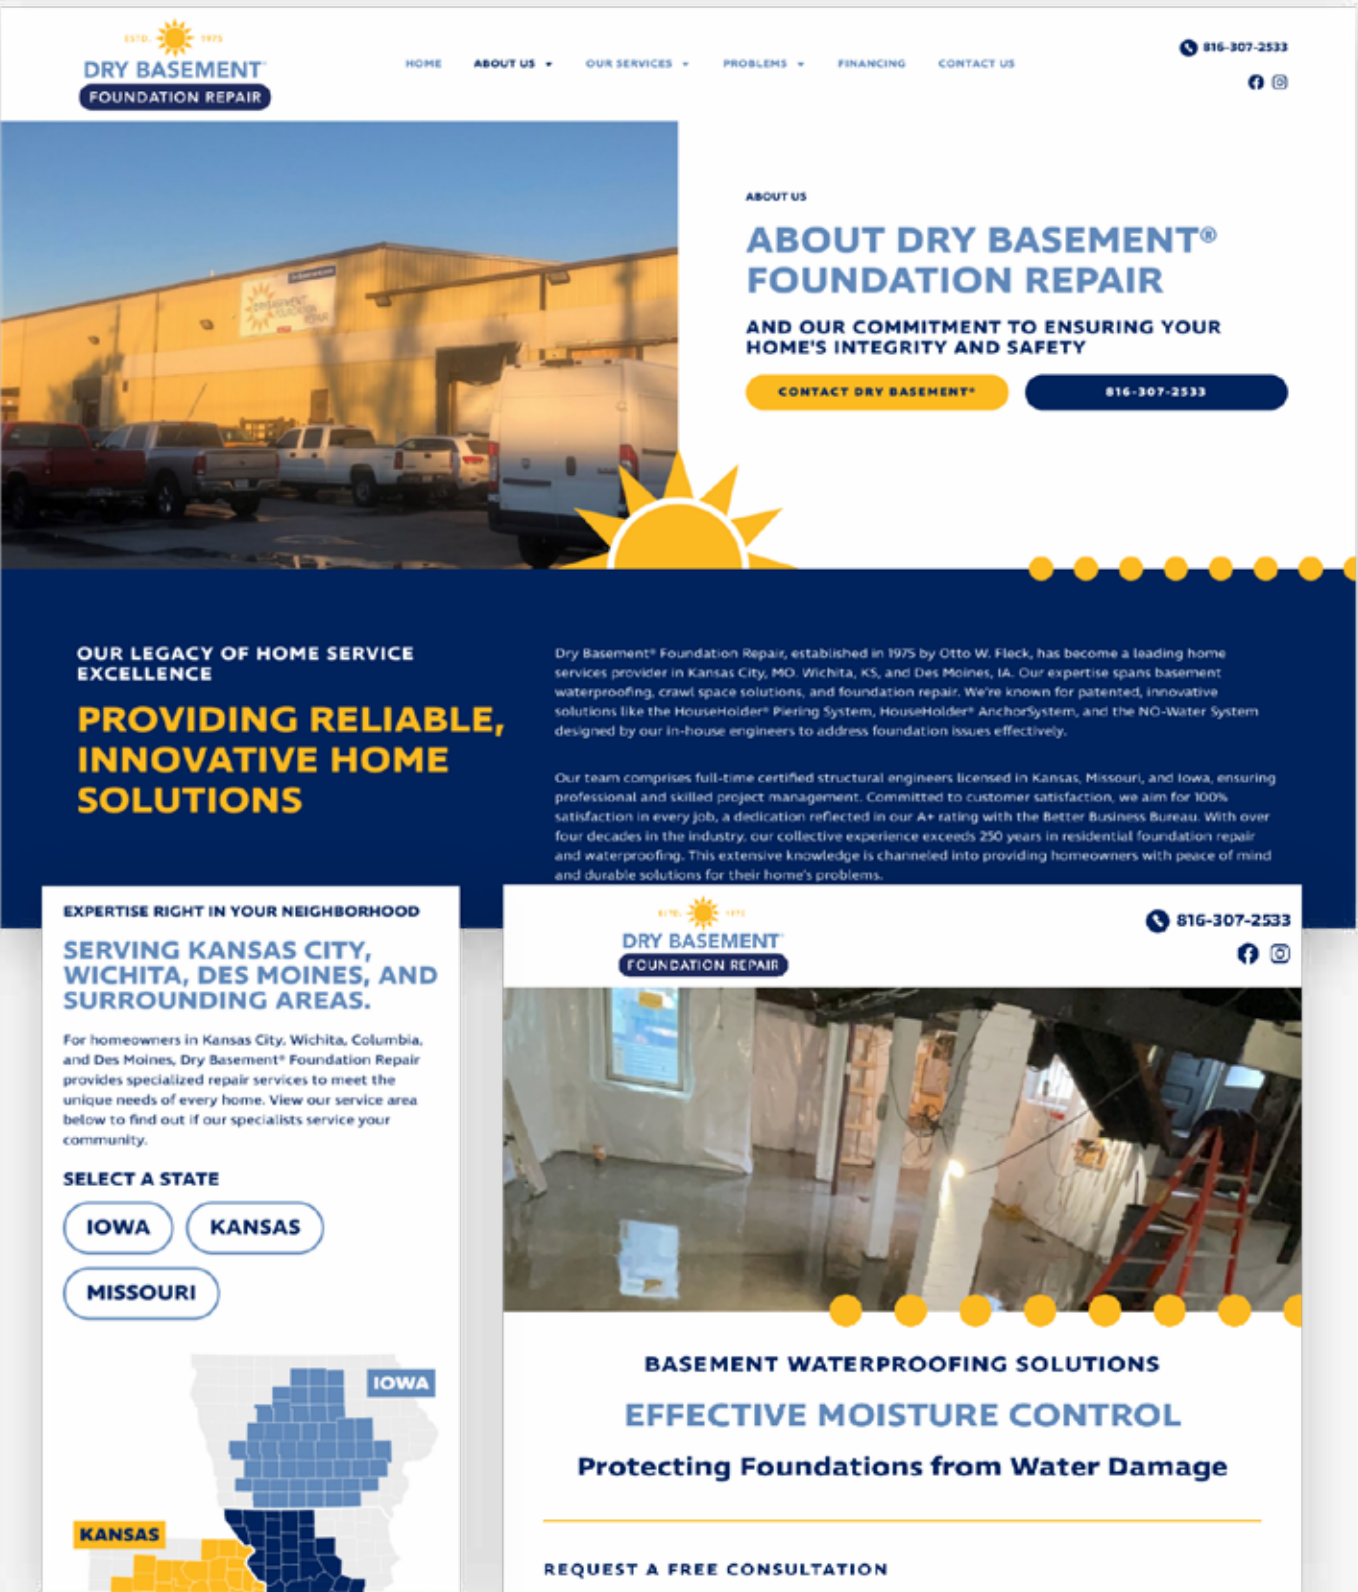 ESTD. 1975
DRY BASEMENT
FOUNDATION REPAIR
HOME ABOUT US OUR SERVICES PROBLEMS FINANCING CONTACT US
816-307-2533
DRY BASEMENT
FOUNDATION
REPAIR
ABOUT US
ABOUT DRY BASEMENT®
FOUNDATION REPAIR
AND OUR COMMITMENT TO ENSURING YOUR
HOME'S INTEGRITY AND SAFETY
CONTACT DRY BASEMENT® 816-307-2533
OUR LEGACY OF HOME SERVICE
EXCELLENCE
PROVIDING RELIABLE,
INNOVATIVE HOME
SOLUTIONS
Dry Basement® Foundation Repair, established in 1975 by Otto W. Fleck, has become a leading home
services provider in Kansas City, MO. Wichita, KS, and Des Moines, IA. Our expertise spans basement
waterproofing, crawl space solutions, and foundation repair. We're known for patented, innovative
solutions like the HouseHolder® Piering System, HouseHolder® AnchorSystem, and the NO-Water System
designed by our in-house engineers to address foundation issues effectively.
Our team comprises full-time certified structural engineers licensed in Kansas, Missouri, and Iowa, ensuring
professional and skilled project management. Committed to customer satisfaction, we aim for 100%
satisfaction in every job, a dedication reflected in our A+ rating with the Better Business Bureau. With over
four decades in the industry, our collective experience exceeds 250 years in residential foundation repair
and waterproofing. This extensive knowledge is channeled into providing homeowners with peace of mind
and durable solutions for their home's problems.
EXPERTISE RIGHT IN YOUR NEIGHBORHOOD
SERVING KANSAS CITY,
WICHITA, DES MOINES, AND
SURROUNDING AREAS.
For homeowners in Kansas City, Wichita, Columbia,
and Des Moines, Dry Basement® Foundation Repair
provides specialized repair services to meet the
unique needs of every home. View our service area
below to find out if our specialists service your
community.
SELECT A STATE
IOWA KANSAS
MISSOURI
IOWA
KANSAS
ESTD. 1975
DRY BASEMENT
FOUNDATION REPAIR
816-307-2533
BASEMENT WATERPROOFING SOLUTIONS
EFFECTIVE MOISTURE CONTROL
Protecting Foundations from Water Damage
REQUEST A FREE CONSULTATION